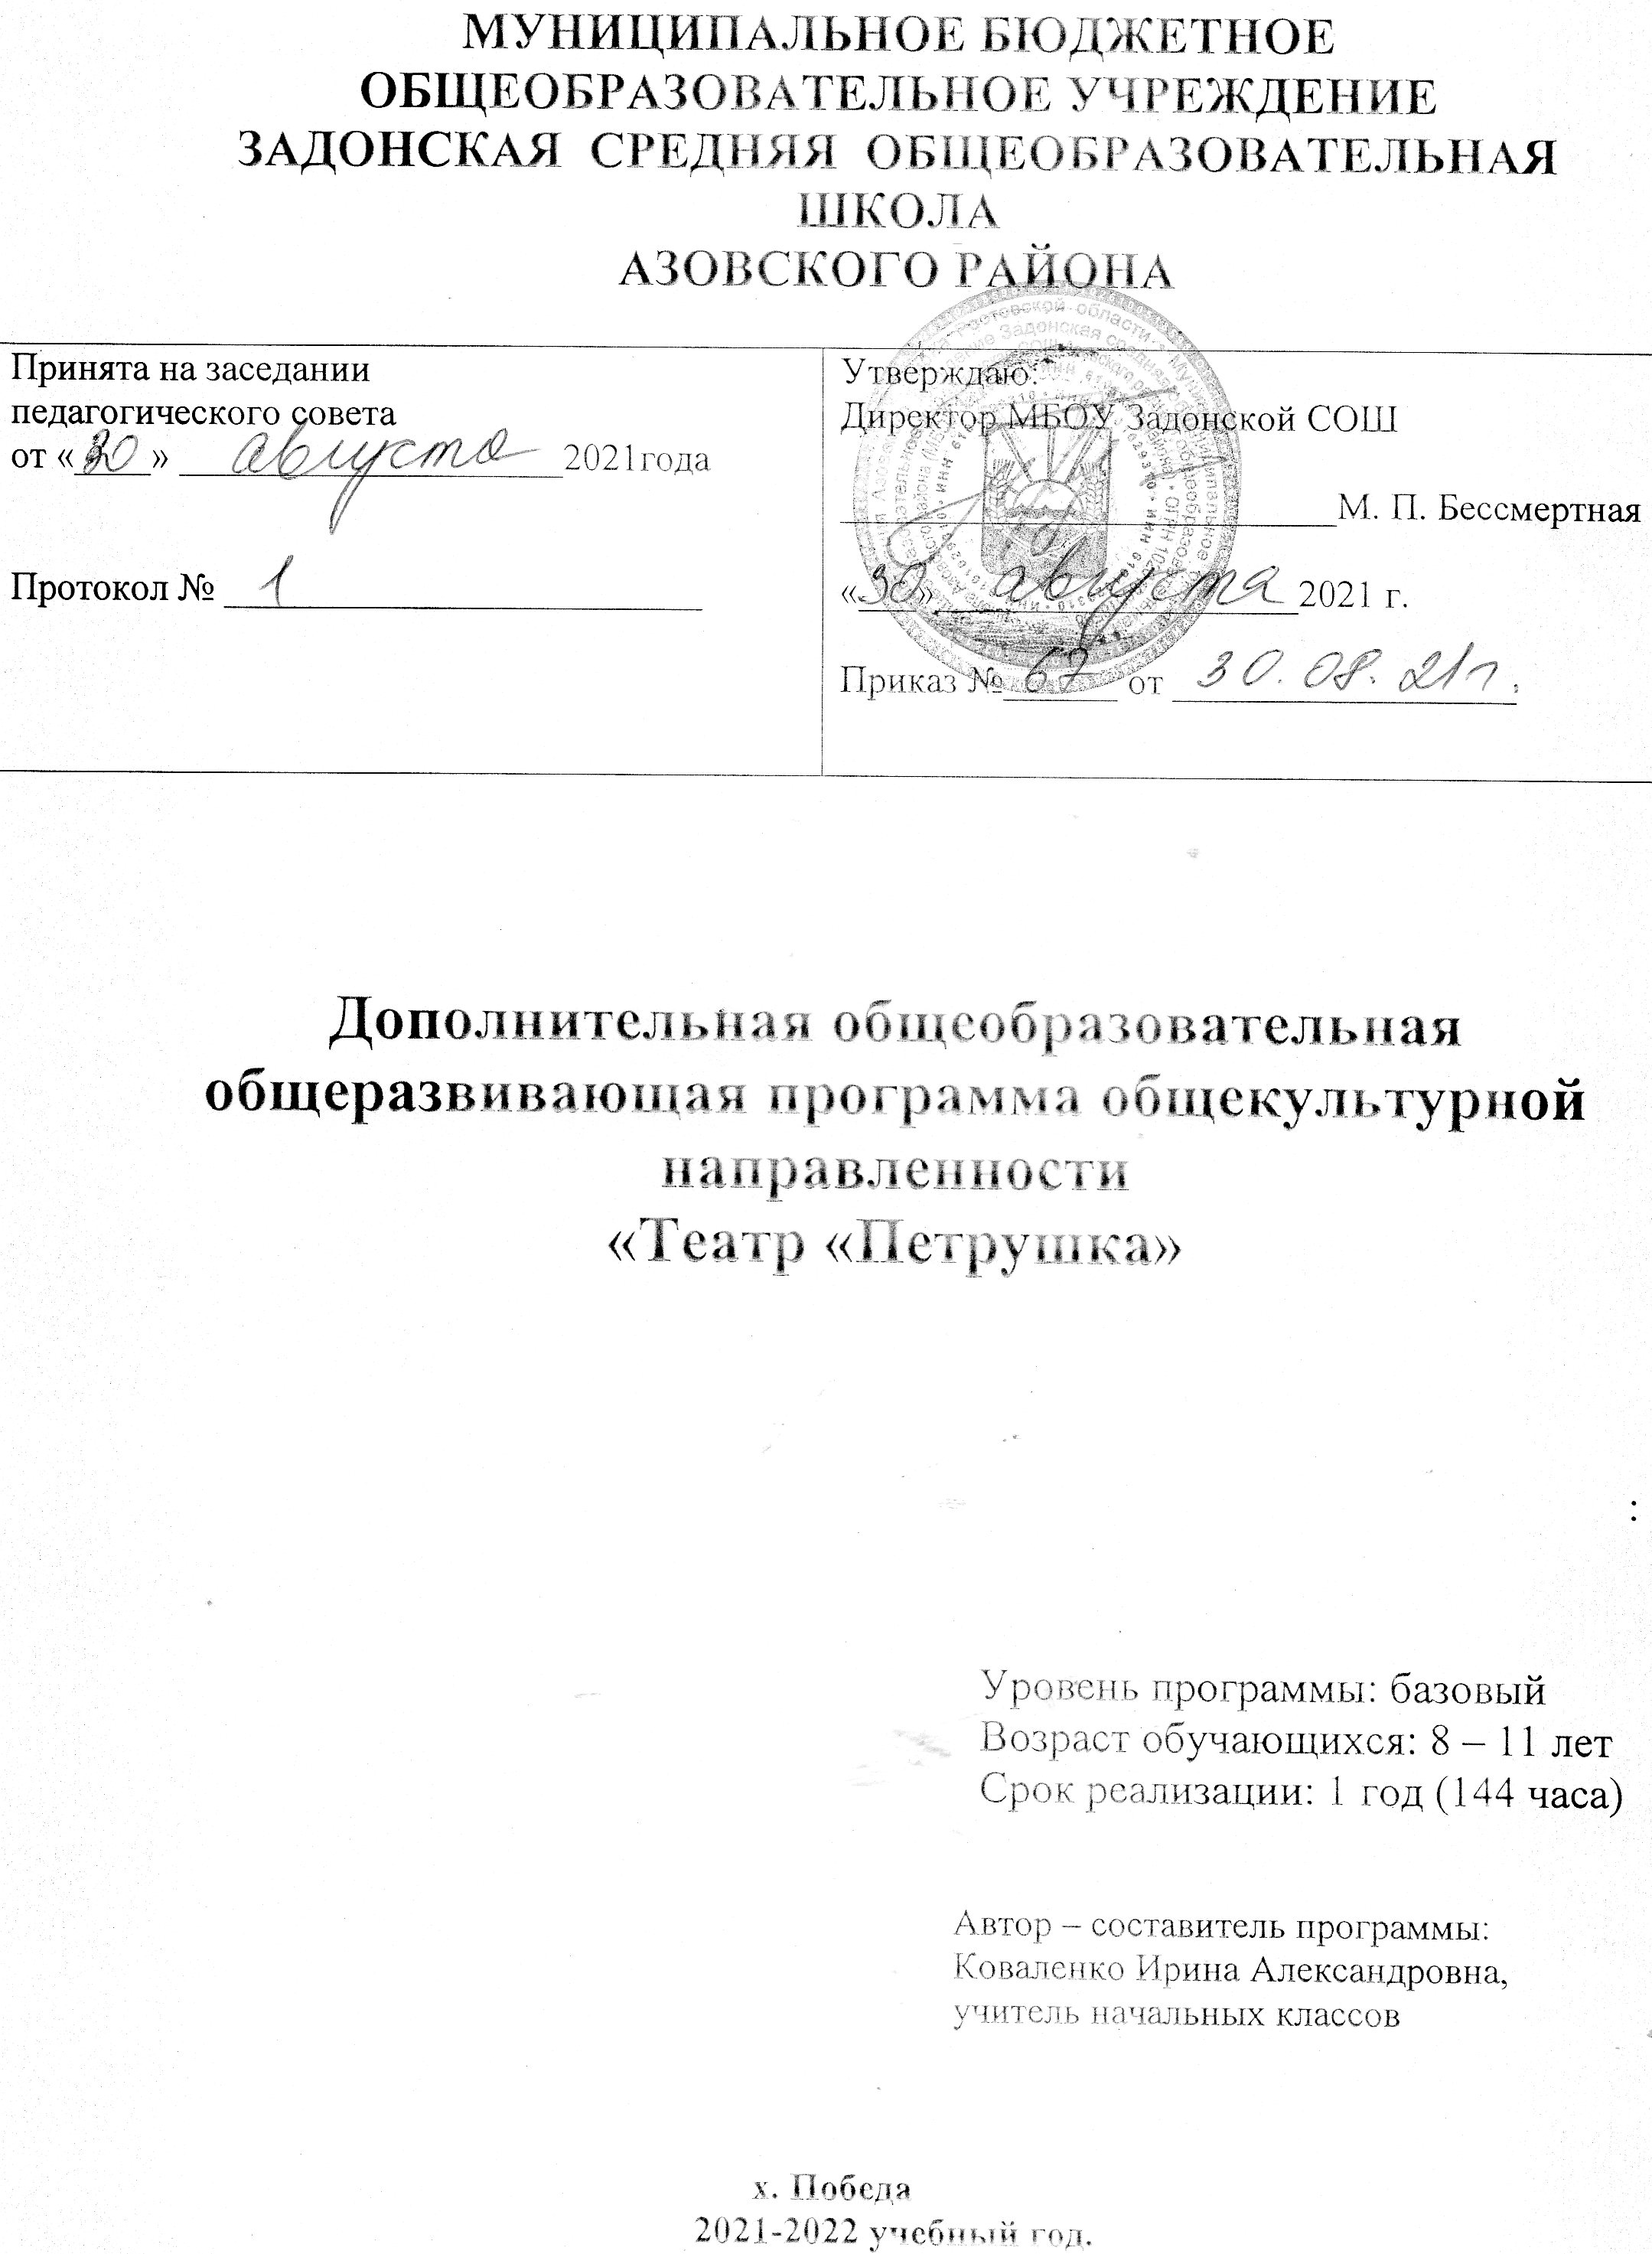 МУНИЦИПАЛЬНОЕ БЮДЖЕТНОЕ
ОБЩЕОБРАЗОВАТЕЛЬНОЕ УЧРЕЖДЕНИЕ
ЗАДОНСКАЯ СРЕДНЯЯ ОБЩЕОБРАЗОВАТЕЛЬНАЯ
ШКОЛА
АЗОВСКОГО РАЙОНА
Принята на заседании
педагогического совета
от «30» августа 2021года
Протокол № 1
Утверждаю:
Директор МБОУ Задонской СОШ
М. П. Бессмертная
«30» августа 2021 г.
Приказ № 67 от 30.08.21г.
Дополнительная общеобразовательная
общеразвивающая программа общекультурной
направленности
«Театр «Петрушка»
:
Уровень программы: базовый
Возраст обучающихся: 8 – 11 лет
Срок реализации: 1 год (144 часа)
Автор – составитель программы:
Коваленко Ирина Александровна,
учитель начальных классов
х. Победа
2021-2022 учебный год.